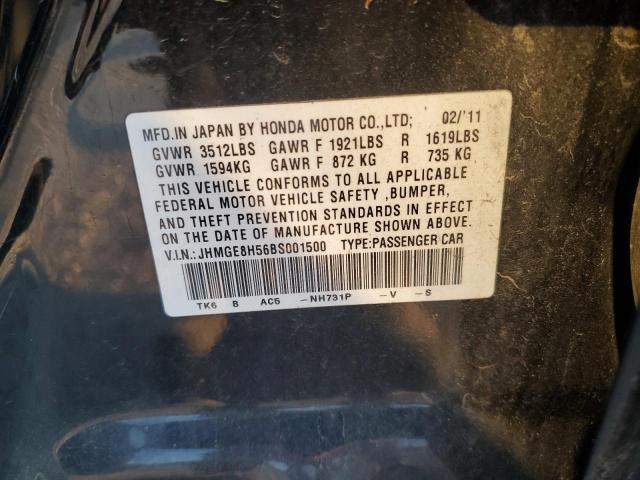 MFD.IN JAPAN BY HONDA MOTOR CO.,LTD; 02/'11
GVWR 3512LBS GAWR F 1921LBS R 1619LBS
GVWR 1594KG GAWR F 872 KG R 735 KG
THIS VEHICLE CONFORMS TO ALL APPLICABLE
FEDERAL MOTOR VEHICLE SAFETY ,BUMPER,
AND THEFT PREVENTION STANDARDS IN EFFECT
ON THE DATE OF MANUFACTURE SHOWN ABOVE.
V.I.N.: JHMGE8H56BS001500 TYPE:PASSENGER CAR
TK6 B AC5 -NH731P -V -S